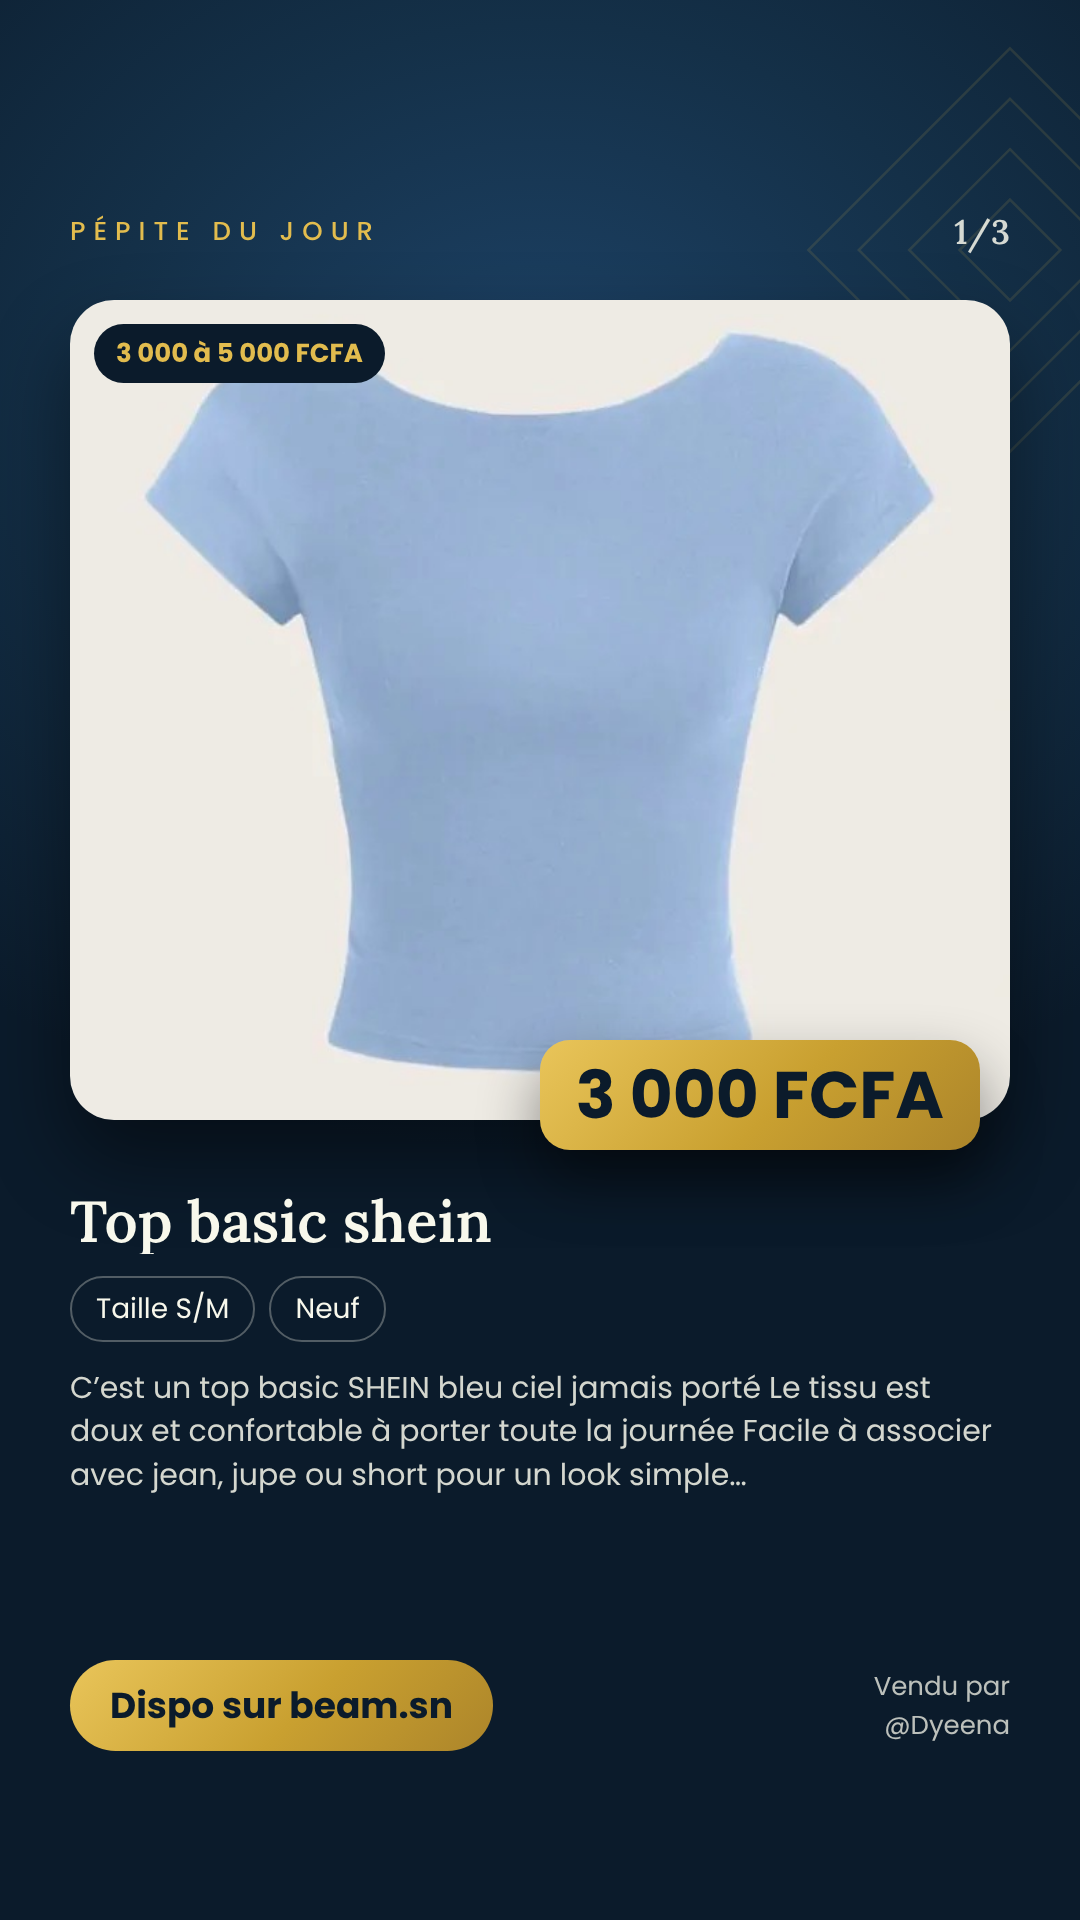 PÉPITE DU JOUR
1/3
3 000 à 5 000 FCFA
3 000 FCFA
Top basic shein
Taille S/M
Neuf
C’est un top basic SHEIN bleu ciel jamais porté Le tissu est
doux et confortable à porter toute la journée Facile à associer
avec jean, jupe ou short pour un look simple…
Dispo sur beam.sn
Vendu par
@Dyeena